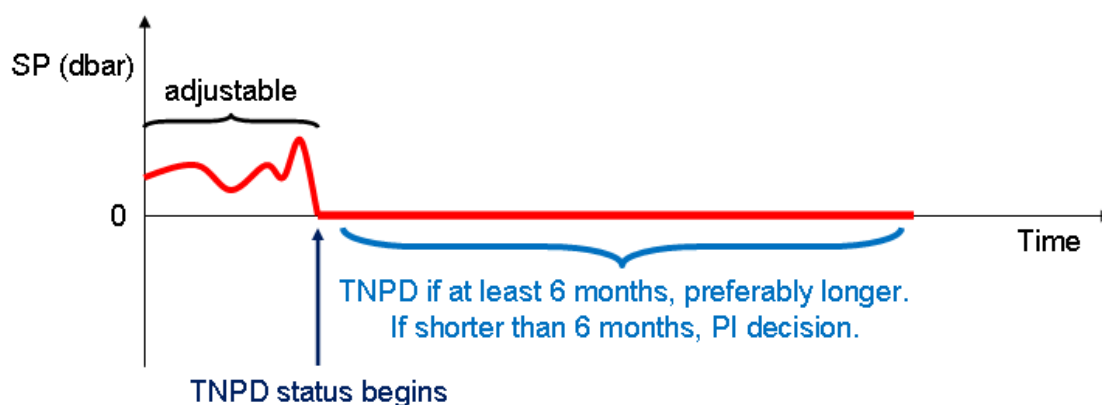 SP (dbar)
adjustable
0
Time
TNPD if at least 6 months, preferably longer.
If shorter than 6 months, PI decision.
TNPD status begins